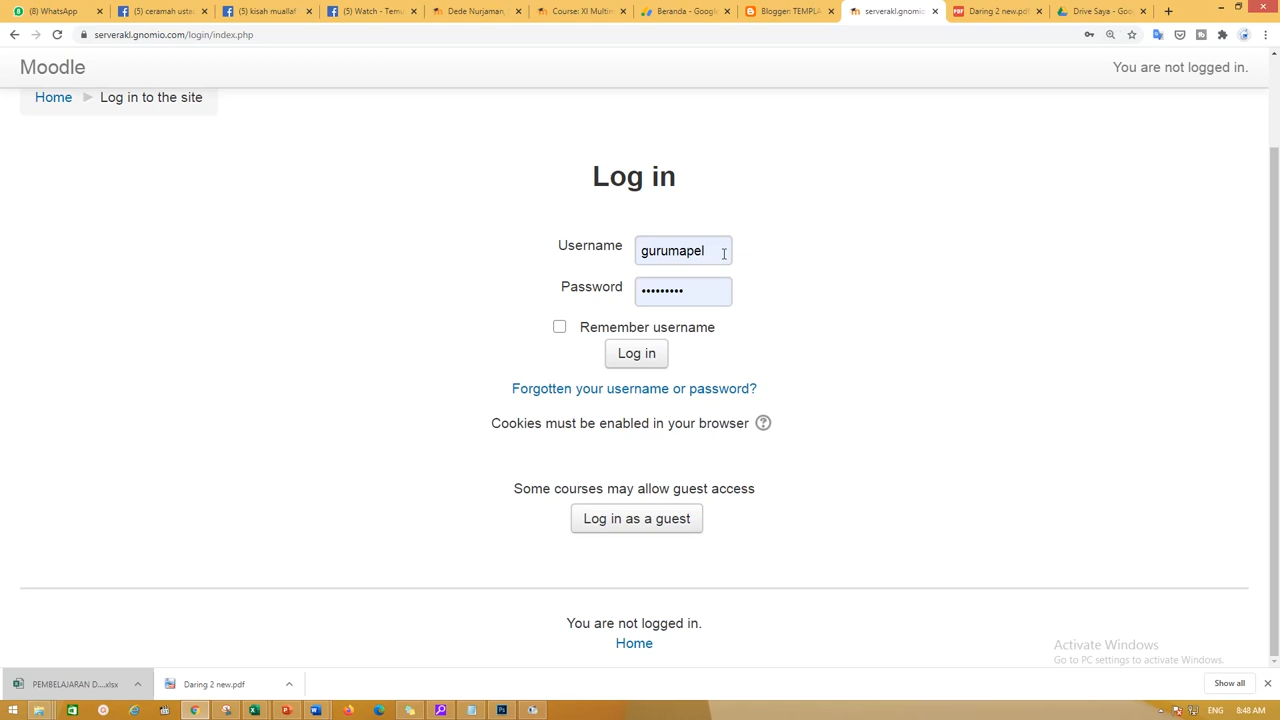 (8) WhatsApp
(5) ceramah usta
(5) kisah muallaf
(5) Watch - Tem
Dede Nurjaman
Course: XI Multim
Beranda - Google
Blogger: TEMPLA
serverakl.gnomio
Daring 2 new.pdf
Drive Saya - Goog
serverakl.gnomio.com/login/index.php
Moodle
You are not logged in.
Home
Log in to the site
Log in
Username
gurumapel
Password
•••••••••
Remember username
Log in
Forgotten your username or password?
Cookies must be enabled in your browser
?
Some courses may allow guest access
Log in as a guest
You are not logged in.
Home
Activate Windows
Go to PC settings to activate Windows.
PEMBELAJARAN D....xlsx
Daring 2 new.pdf
Show all
ENG
8:48 AM